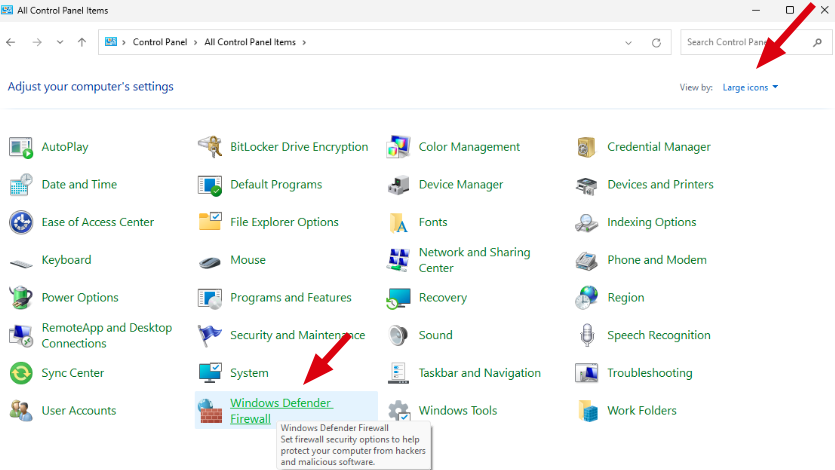 All Control Panel Items
Control Panel > All Control Panel Items >
Search Control Pane
Adjust your computer's settings
View by: Large icons
AutoPlay
BitLocker Drive Encryption
Color Management
Credential Manager
Date and Time
Default Programs
Device Manager
Devices and Printers
Ease of Access Center
File Explorer Options
Fonts
Indexing Options
Keyboard
Mouse
Network and Sharing
Center
Phone and Modem
Power Options
Programs and Features
Recovery
Region
RemoteApp and Desktop
Connections
Security and Maintenance
Sound
Speech Recognition
Sync Center
System
Taskbar and Navigation
Troubleshooting
User Accounts
Windows Defender
Firewall
Windows Tools
Work Folders
Windows Defender Firewall
Set firewall security options to help
protect your computer from hackers
and malicious software.